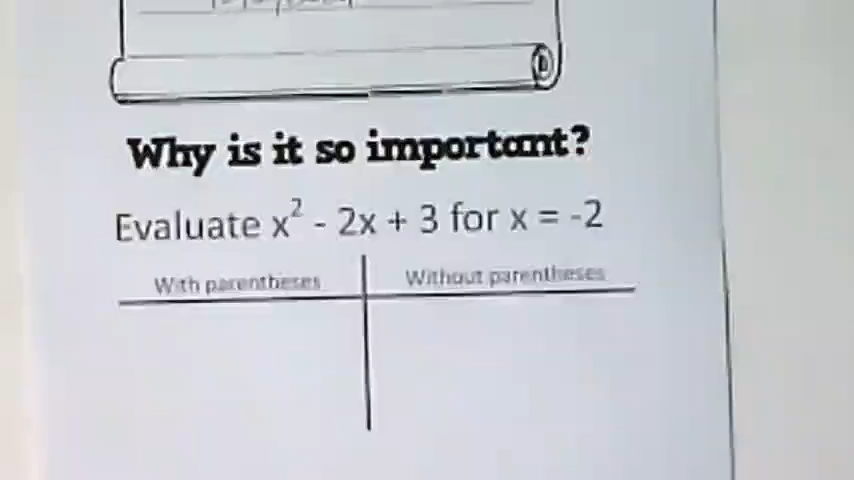 Why is it so important?
Evaluate x² - 2x + 3 for x = -2
With parentheses
Without parentheses